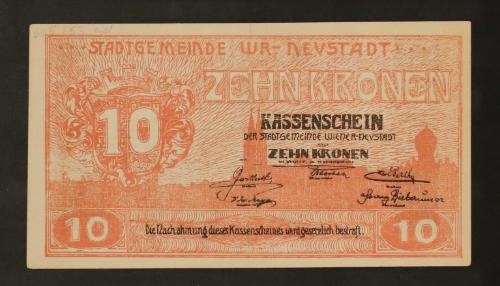 STADTGEMEINDE WR-NEUSTADT
ZEHN KRONEN
10
KASSENSCHEIN
DER STADTGEMEINDE WIENER-NEUSTADT
ZEHN KRONEN
10
Die Nachahmung dieses Kassenscheines wird gesetzlich bestraft.
10